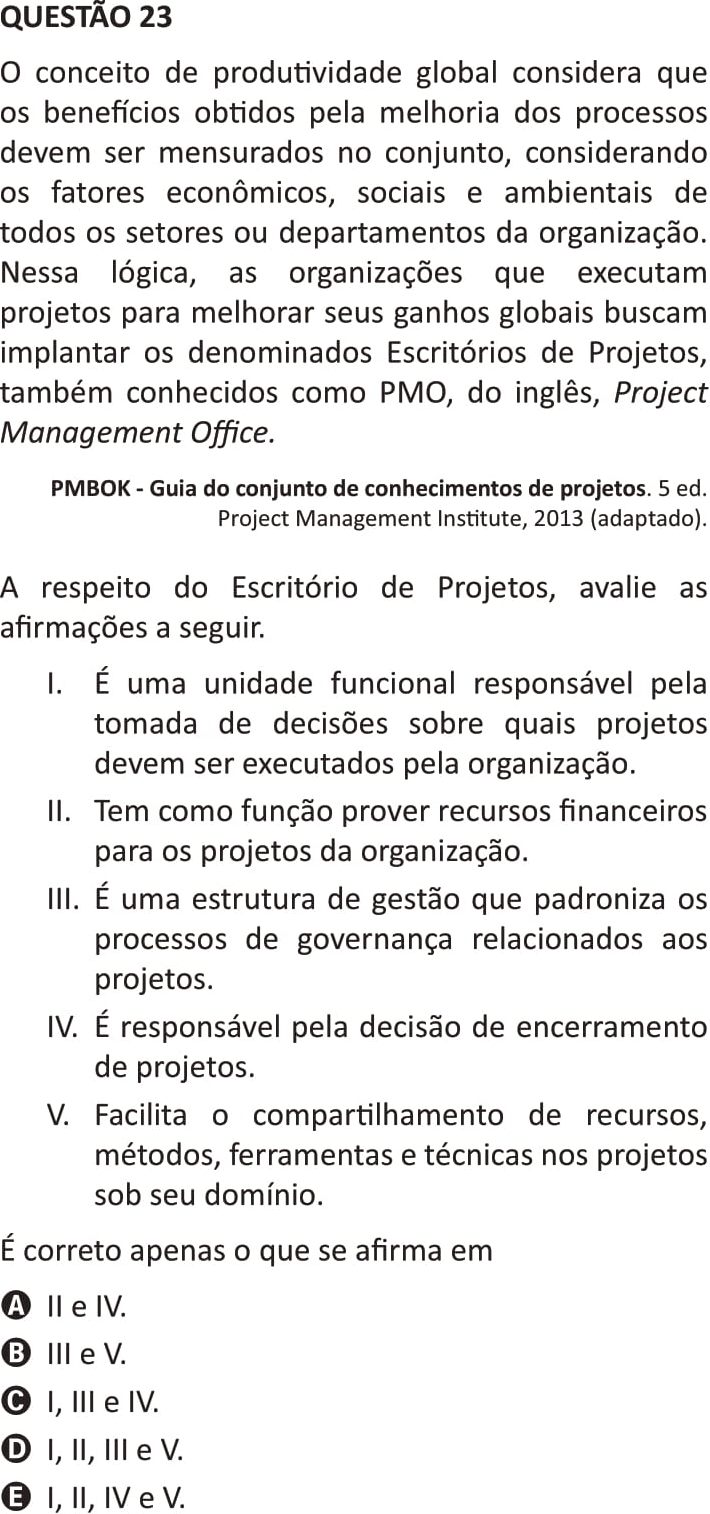 QUESTÃO 23
O conceito de produtividade global considera que
os benefícios obtidos pela melhoria dos processos
devem ser mensurados no conjunto, considerando
os fatores econômicos, sociais e ambientais de
todos os setores ou departamentos da organização.
Nessa lógica, as organizações que executam
projetos para melhorar seus ganhos globais buscam
implantar os denominados Escritórios de Projetos,
também conhecidos como PMO, do inglês, Project
Management Office.
PMBOK - Guia do conjunto de conhecimentos de projetos. 5 ed.
Project Management Institute, 2013 (adaptado).
A respeito do Escritório de Projetos, avalie as
afirmações a seguir.
I. É uma unidade funcional responsável pela
tomada de decisões sobre quais projetos
devem ser executados pela organização.
II. Tem como função prover recursos financeiros
para os projetos da organização.
III. É uma estrutura de gestão que padroniza os
processos de governança relacionados aos
projetos.
IV. É responsável pela decisão de encerramento
de projetos.
V. Facilita o compartilhamento de recursos,
métodos, ferramentas e técnicas nos projetos
sob seu domínio.
É correto apenas o que se afirma em
A II e IV.
B III e V.
C I, III e IV.
D I, II, III e V.
E I, II, IV e V.